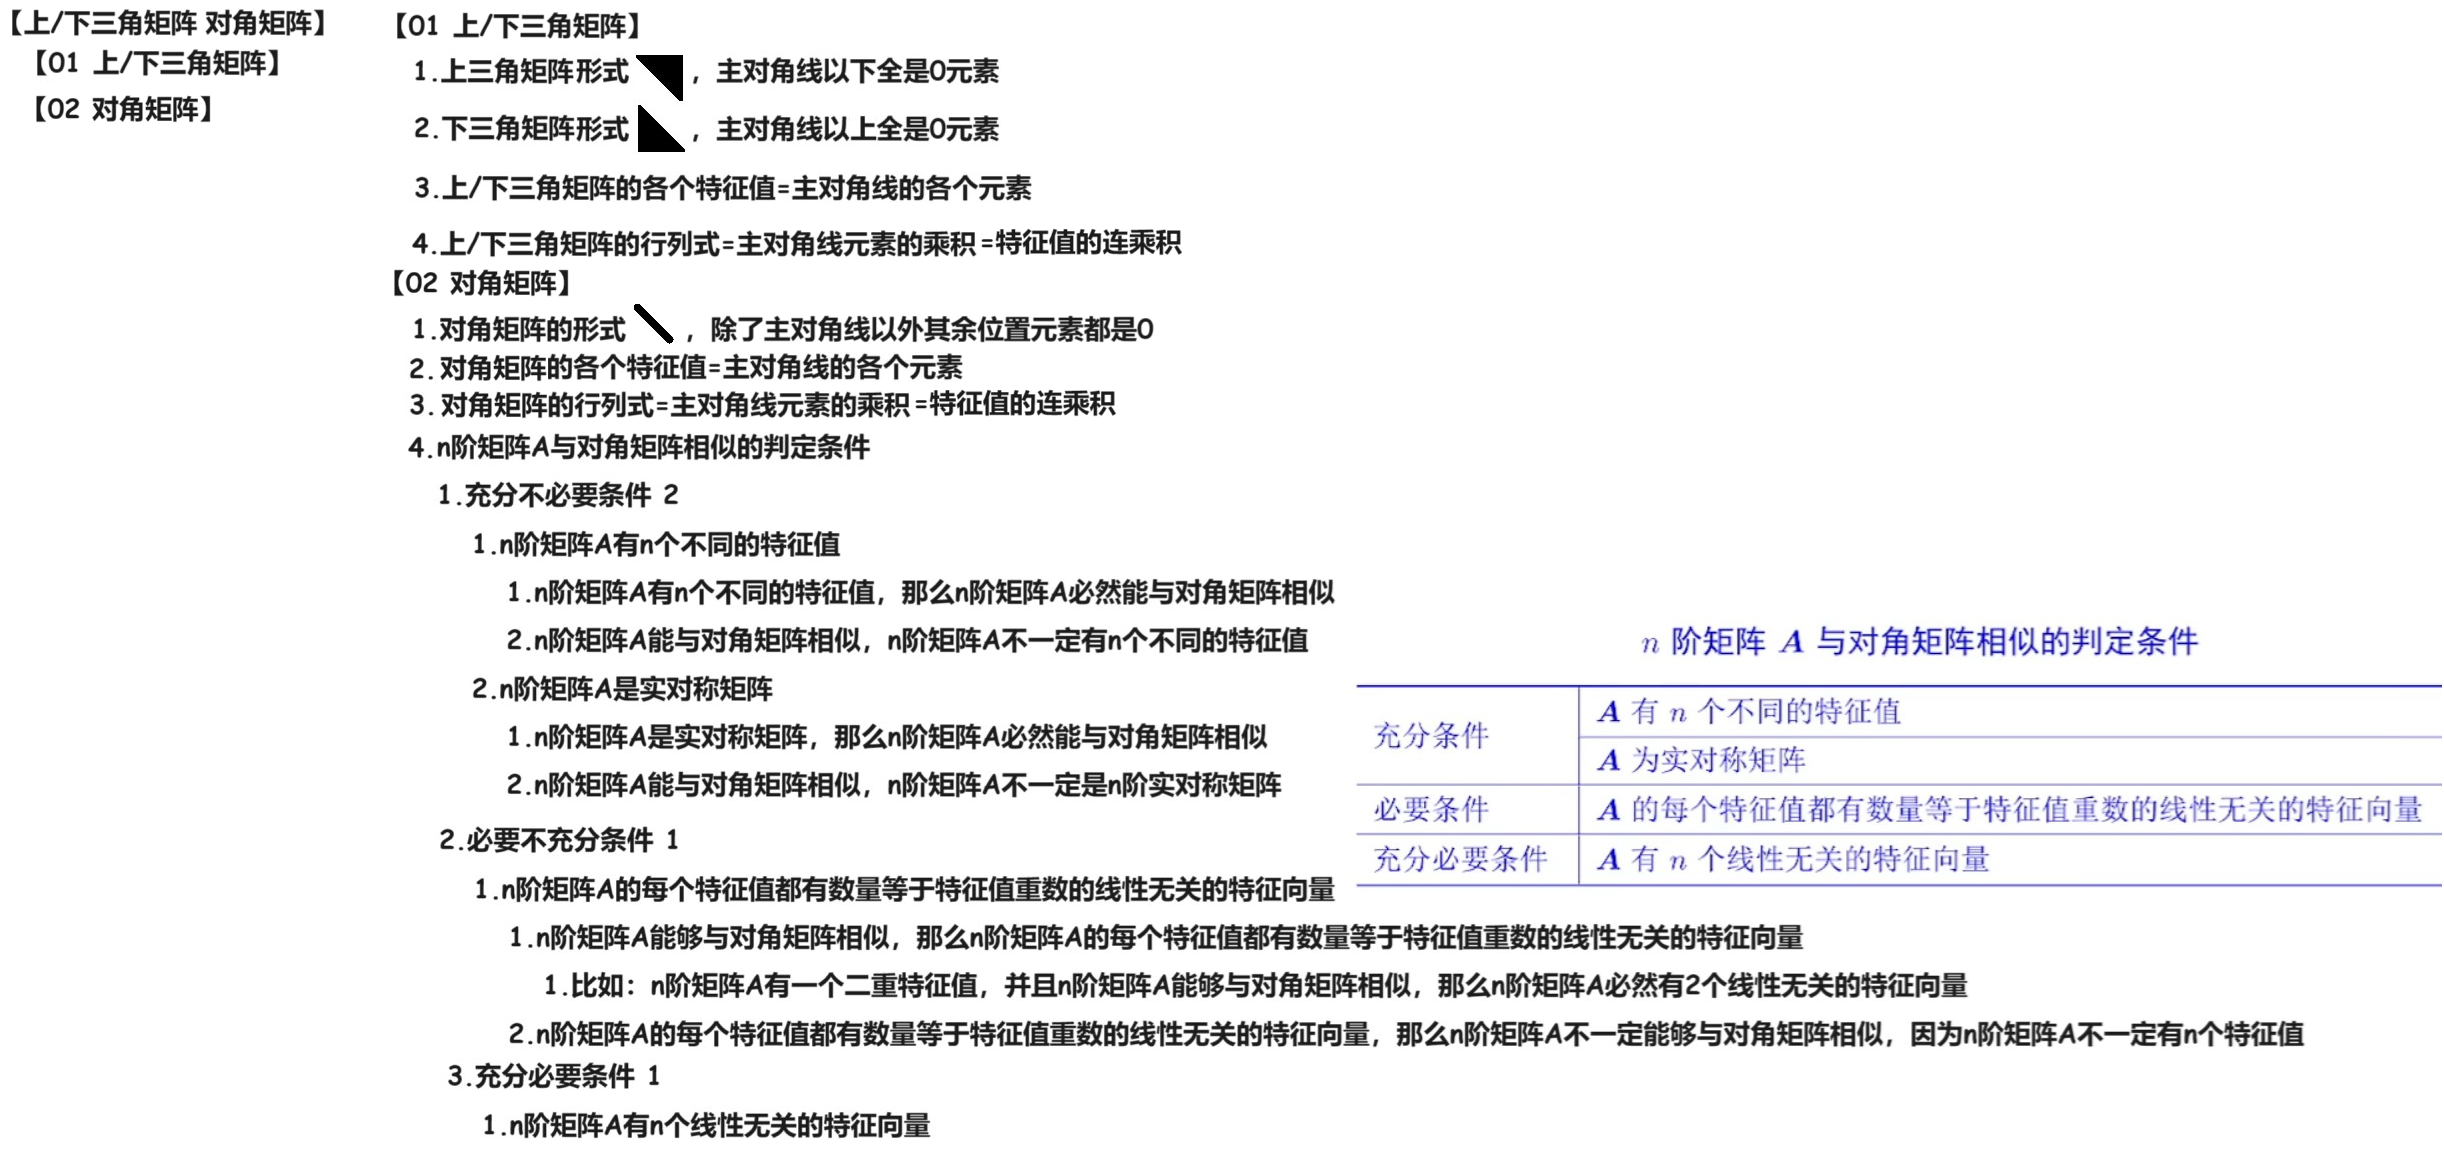 【上/下三角矩阵 对角矩阵】
【01 上/下三角矩阵】
【02 对角矩阵】
【01 上/下三角矩阵】
1.上三角矩阵形式 ，主对角线以下全是0元素
2.下三角矩阵形式 ，主对角线以上全是0元素
3.上/下三角矩阵的各个特征值=主对角线的各个元素
4.上/下三角矩阵的行列式=主对角线元素的乘积=特征值的连乘积
【02 对角矩阵】
1.对角矩阵的形式 ，除了主对角线以外其余位置元素都是0
2.对角矩阵的各个特征值=主对角线的各个元素
3.对角矩阵的行列式=主对角线元素的乘积=特征值的连乘积
4.n阶矩阵A与对角矩阵相似的判定条件
1.充分不必要条件 2
1.n阶矩阵A有n个不同的特征值
1.n阶矩阵A有n个不同的特征值，那么n阶矩阵A必然能与对角矩阵相似
2.n阶矩阵A能与对角矩阵相似，n阶矩阵A不一定有n个不同的特征值
2.n阶矩阵A是实对称矩阵
1.n阶矩阵A是实对称矩阵，那么n阶矩阵A必然能与对角矩阵相似
2.n阶矩阵A能与对角矩阵相似，n阶矩阵A不一定是n阶实对称矩阵
2.必要不充分条件 1
1.n阶矩阵A的每个特征值都有数量等于特征值重数的线性无关的特征向量
1.n阶矩阵A能够与对角矩阵相似，那么n阶矩阵A的每个特征值都有数量等于特征值重数的线性无关的特征向量
1.比如：n阶矩阵A有一个二重特征值，并且n阶矩阵A能够与对角矩阵相似，那么n阶矩阵A必然有2个线性无关的特征向量
2.n阶矩阵A的每个特征值都有数量等于特征值重数的线性无关的特征向量，那么n阶矩阵A不一定能够与对角矩阵相似，因为n阶矩阵A不一定有n个特征值
3.充分必要条件 1
1.n阶矩阵A有n个线性无关的特征向量
n 阶矩阵 A 与对角矩阵相似的判定条件
充分条件
A 有 n 个不同的特征值
A 为实对称矩阵
必要条件
A 的每个特征值都有数量等于特征值重数的线性无关的特征向量
充分必要条件
A 有 n 个线性无关的特征向量